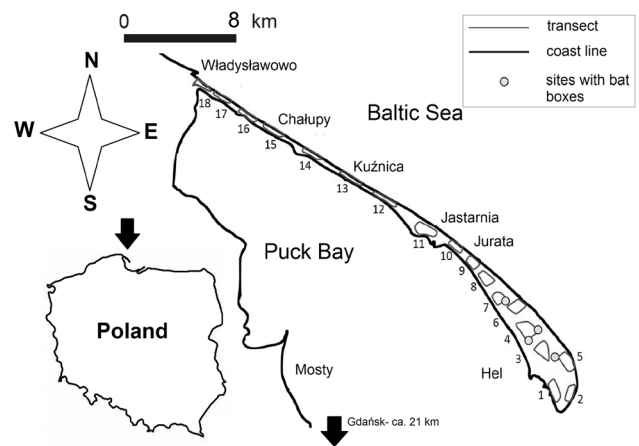 0 8 km
transect
coast line
sites with bat
boxes
N
W E
S
Władysławowo
18
17
16
Chałupy
15
14
Kuźnica
13
12
Baltic Sea
Jastarnia
11
10
Jurata
9
8
7
6
4
3
5
Hel
1
2
Puck Bay
Poland
Mosty
Gdańsk- ca. 21 km